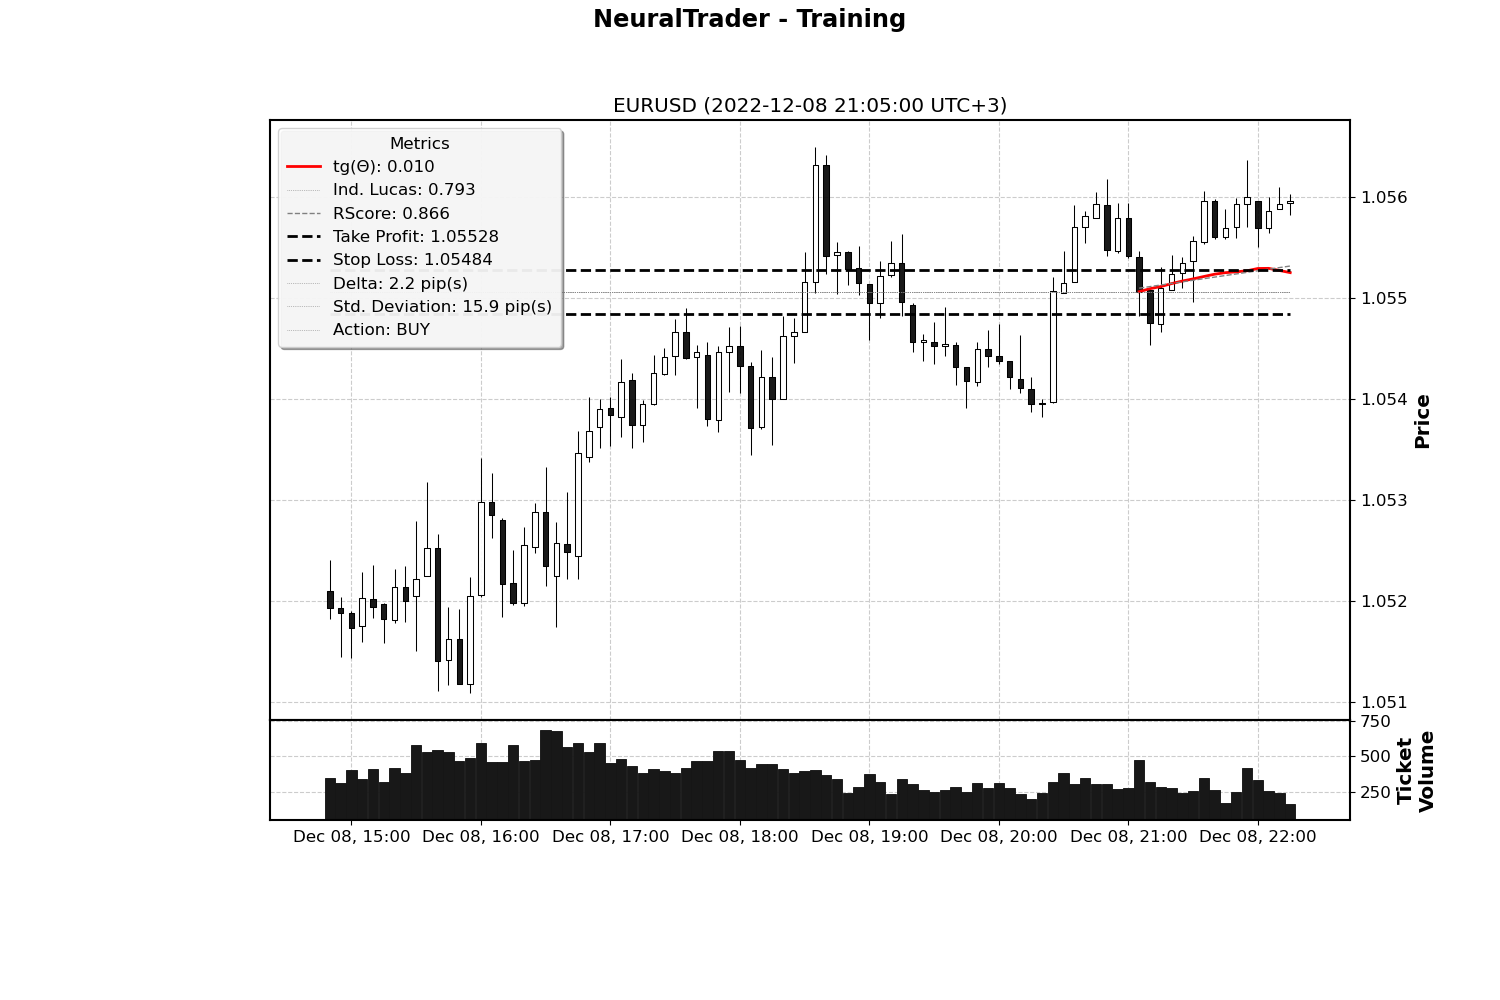 NeuralTrader - Training
EURUSD (2022-12-08 21:05:00 UTC+3)
Metrics
tg(Θ): 0.010
Ind. Lucas: 0.793
RScore: 0.866
Take Profit: 1.05528
Stop Loss: 1.05484
Delta: 2.2 pip(s)
Std. Deviation: 15.9 pip(s)
Action: BUY
1.056
1.055
1.054
1.053
1.052
1.051
Price
750
500
250
Ticket
Volume
Dec 08, 15:00
Dec 08, 16:00
Dec 08, 17:00
Dec 08, 18:00
Dec 08, 19:00
Dec 08, 20:00
Dec 08, 21:00
Dec 08, 22:00